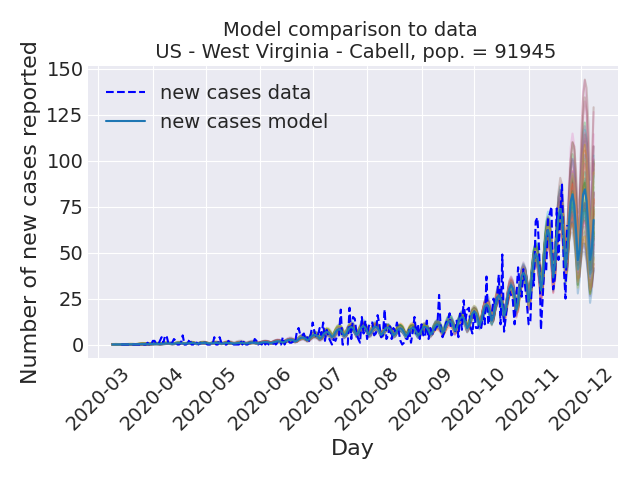 Model comparison to data
US - West Virginia - Cabell, pop. = 91945
Number of new cases reported
150
125
100
75
50
25
0
new cases data
new cases model
2020-03
2020-04
2020-05
2020-06
2020-07
2020-08
2020-09
2020-10
2020-11
2020-12
Day